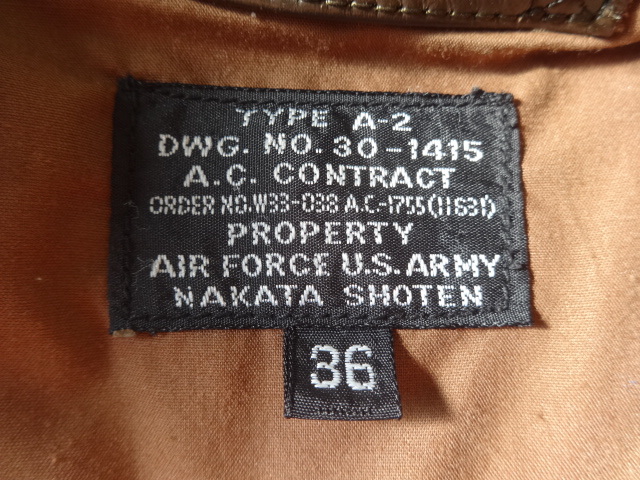 TYPE A-2
DWG. NO. 30-1415
A.C. CONTRACT
ORDER NO.W33-038 A.C.-1755(11631)
PROPERTY
AIR FORCE U.S. ARMY
NAKATA SHOTEN
36